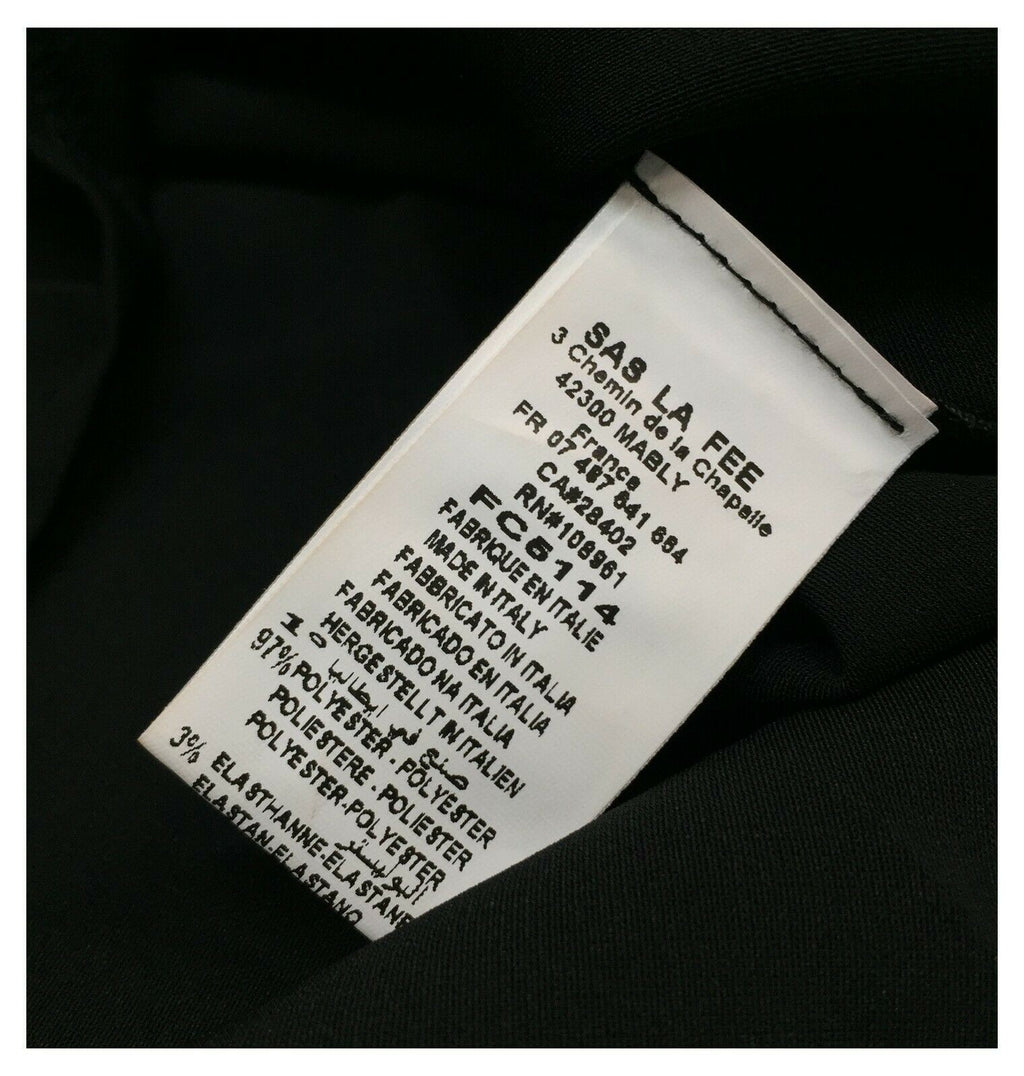 SAS LA FEE
3 Chemin de la Chapelle
42300 MABLY
France
FR 07 487 641 684
CA#28402
RN#108961
FC5114
FABRIQUE EN ITALIE
MADE IN ITALY
FABBRICATO IN ITALIA
FABRICADO EN ITALIA
FABRICADO NA ITALIA
HERGESTELLT IN ITALIEN
صنع في ايطاليا 10
97% POLYESTER · POLYESTER
POLIESTERE · POLIESTER
POLYESTER · POLYESTER
البوليستر
3% ELASTHANNE · ELASTANE
ELASTAN · ELASTANO